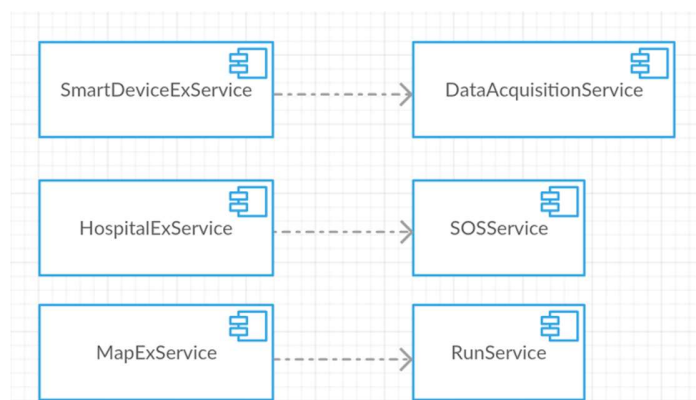 SmartDeviceExService
DataAcquisitionService
HospitalExService
SOSService
MapExService
RunService